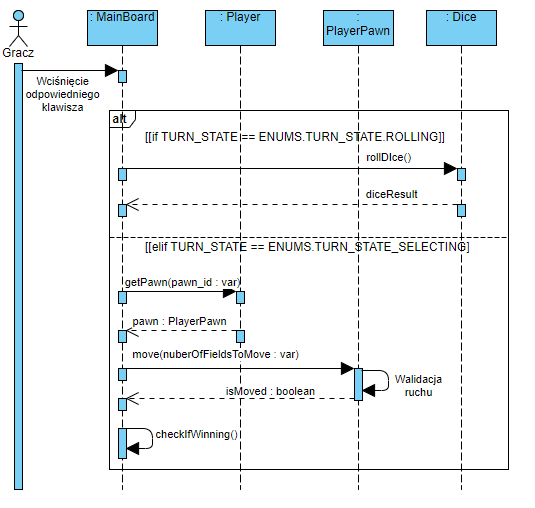 : MainBoard
: Player
:
PlayerPawn
: Dice
Gracz
Wciśnięcie
odpowiedniego
klawisza
alt
[[if TURN_STATE == ENUMS.TURN_STATE.ROLLING]]
rollDIce()
diceResult
[[elif TURN_STATE == ENUMS.TURN_STATE_SELECTING]
getPawn(pawn_id : var)
pawn : PlayerPawn
move(nuberOfFieldsToMove : var)
Walidacja
ruchu
isMoved : boolean
checkIfWinning()